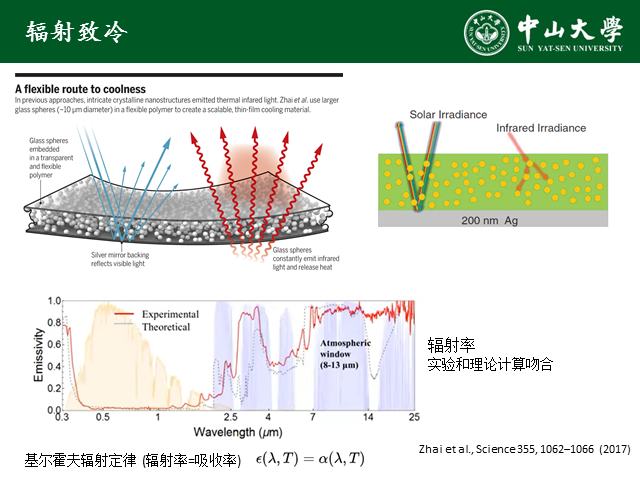 辐射致冷
中山大學
SUN YAT-SEN UNIVERSITY
A flexible route to coolness
In previous approaches, intricate crystalline nanostructures emitted thermal infared light. Zhai et al. use larger
glass spheres (~10 μm diameter) in a flexible polymer to create a scalable, thin-film cooling material.
Glass spheres
embedded
in a transparent
and flexible
polymer
Silver mirror backing
reflects visible light
Glass spheres
constantly emit infrared
light and release heat
Solar Irradiance
Infrared Irradiance
200 nm Ag
Emissivity
1.0
0.8
0.6
0.4
0.2
0.0
Experimental
Theoretical
Atmospheric
window
(8-13 μm)
0.3 0.5 1.0 1.3 2.5 4 7 14 25
Wavelength (μm)
辐射率
实验和理论计算吻合
Zhai et al., Science 355, 1062–1066 (2017)
基尔霍夫辐射定律 (辐射率=吸收率) ϵ(λ,T) = α(λ,T)